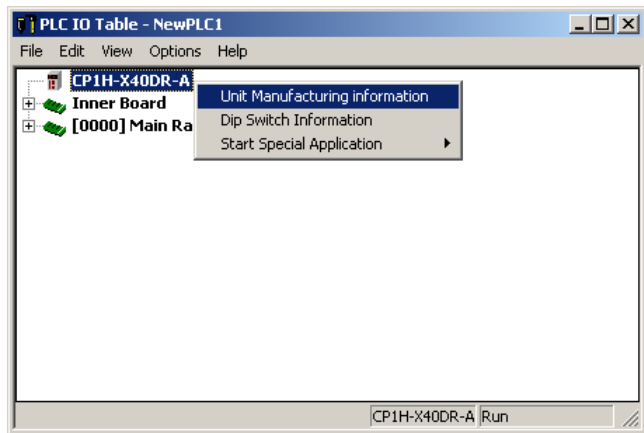 PLC IO Table - NewPLC1
File Edit View Options Help
CP1H-X40DR-A
Inner Board
[0000] Main Ra
Unit Manufacturing information
Dip Switch Information
Start Special Application
CP1H-X40DR-A Run